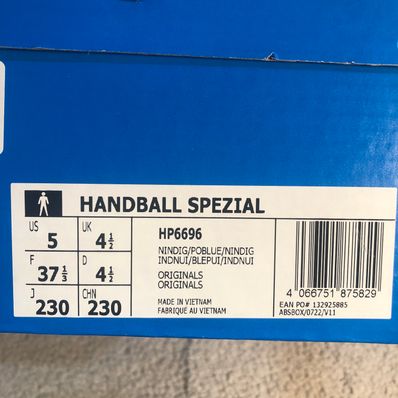 HANDBALL SPEZIAL
US 5 UK 4½
F 37⅓ D 4½
J 230 CHN 230
HP6696
NINDIG/POBLUE/NINDIG
INDNUI/BLEPUI/INDNUI
ORIGINALS
ORIGINALS
MADE IN VIETNAM
FABRIQUÉ AU VIETNAM
4 066751 875829
EAN PO# 132925885
ABSBOX/0722/V11